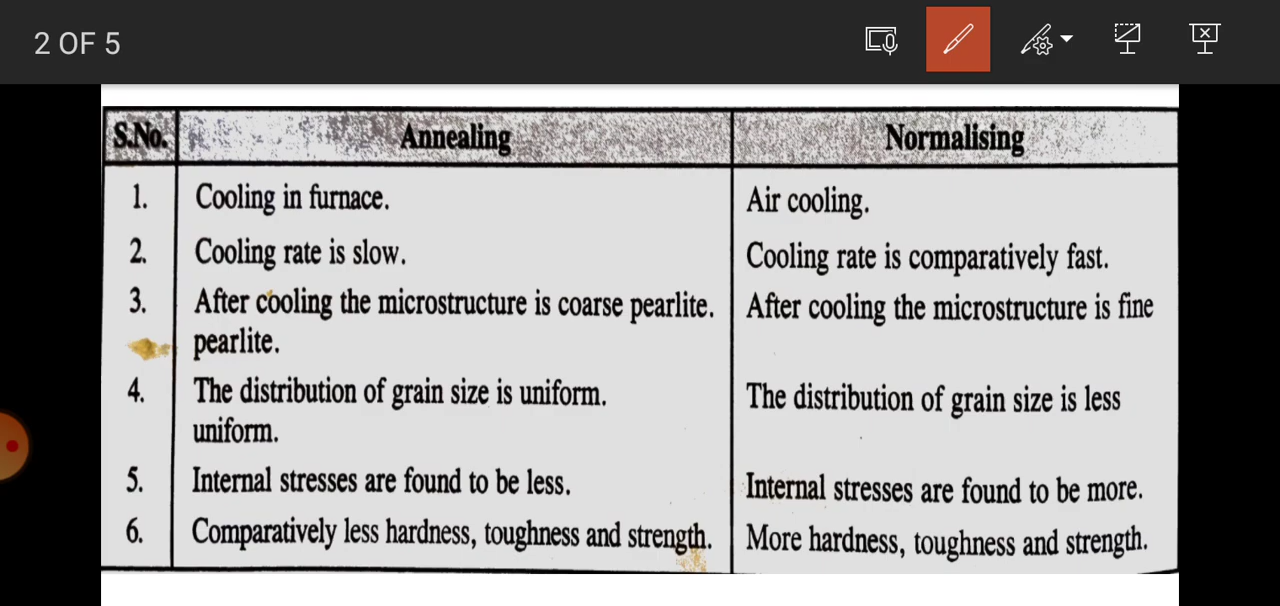 2 OF 5
S.No. Annealing Normalising
1. Cooling in furnace. Air cooling.
2. Cooling rate is slow. Cooling rate is comparatively fast.
3. After cooling the microstructure is coarse pearlite. After cooling the microstructure is fine
pearlite.
4. The distribution of grain size is uniform. The distribution of grain size is less
uniform.
5. Internal stresses are found to be less. Internal stresses are found to be more.
6. Comparatively less hardness, toughness and strength. More hardness, toughness and strength.